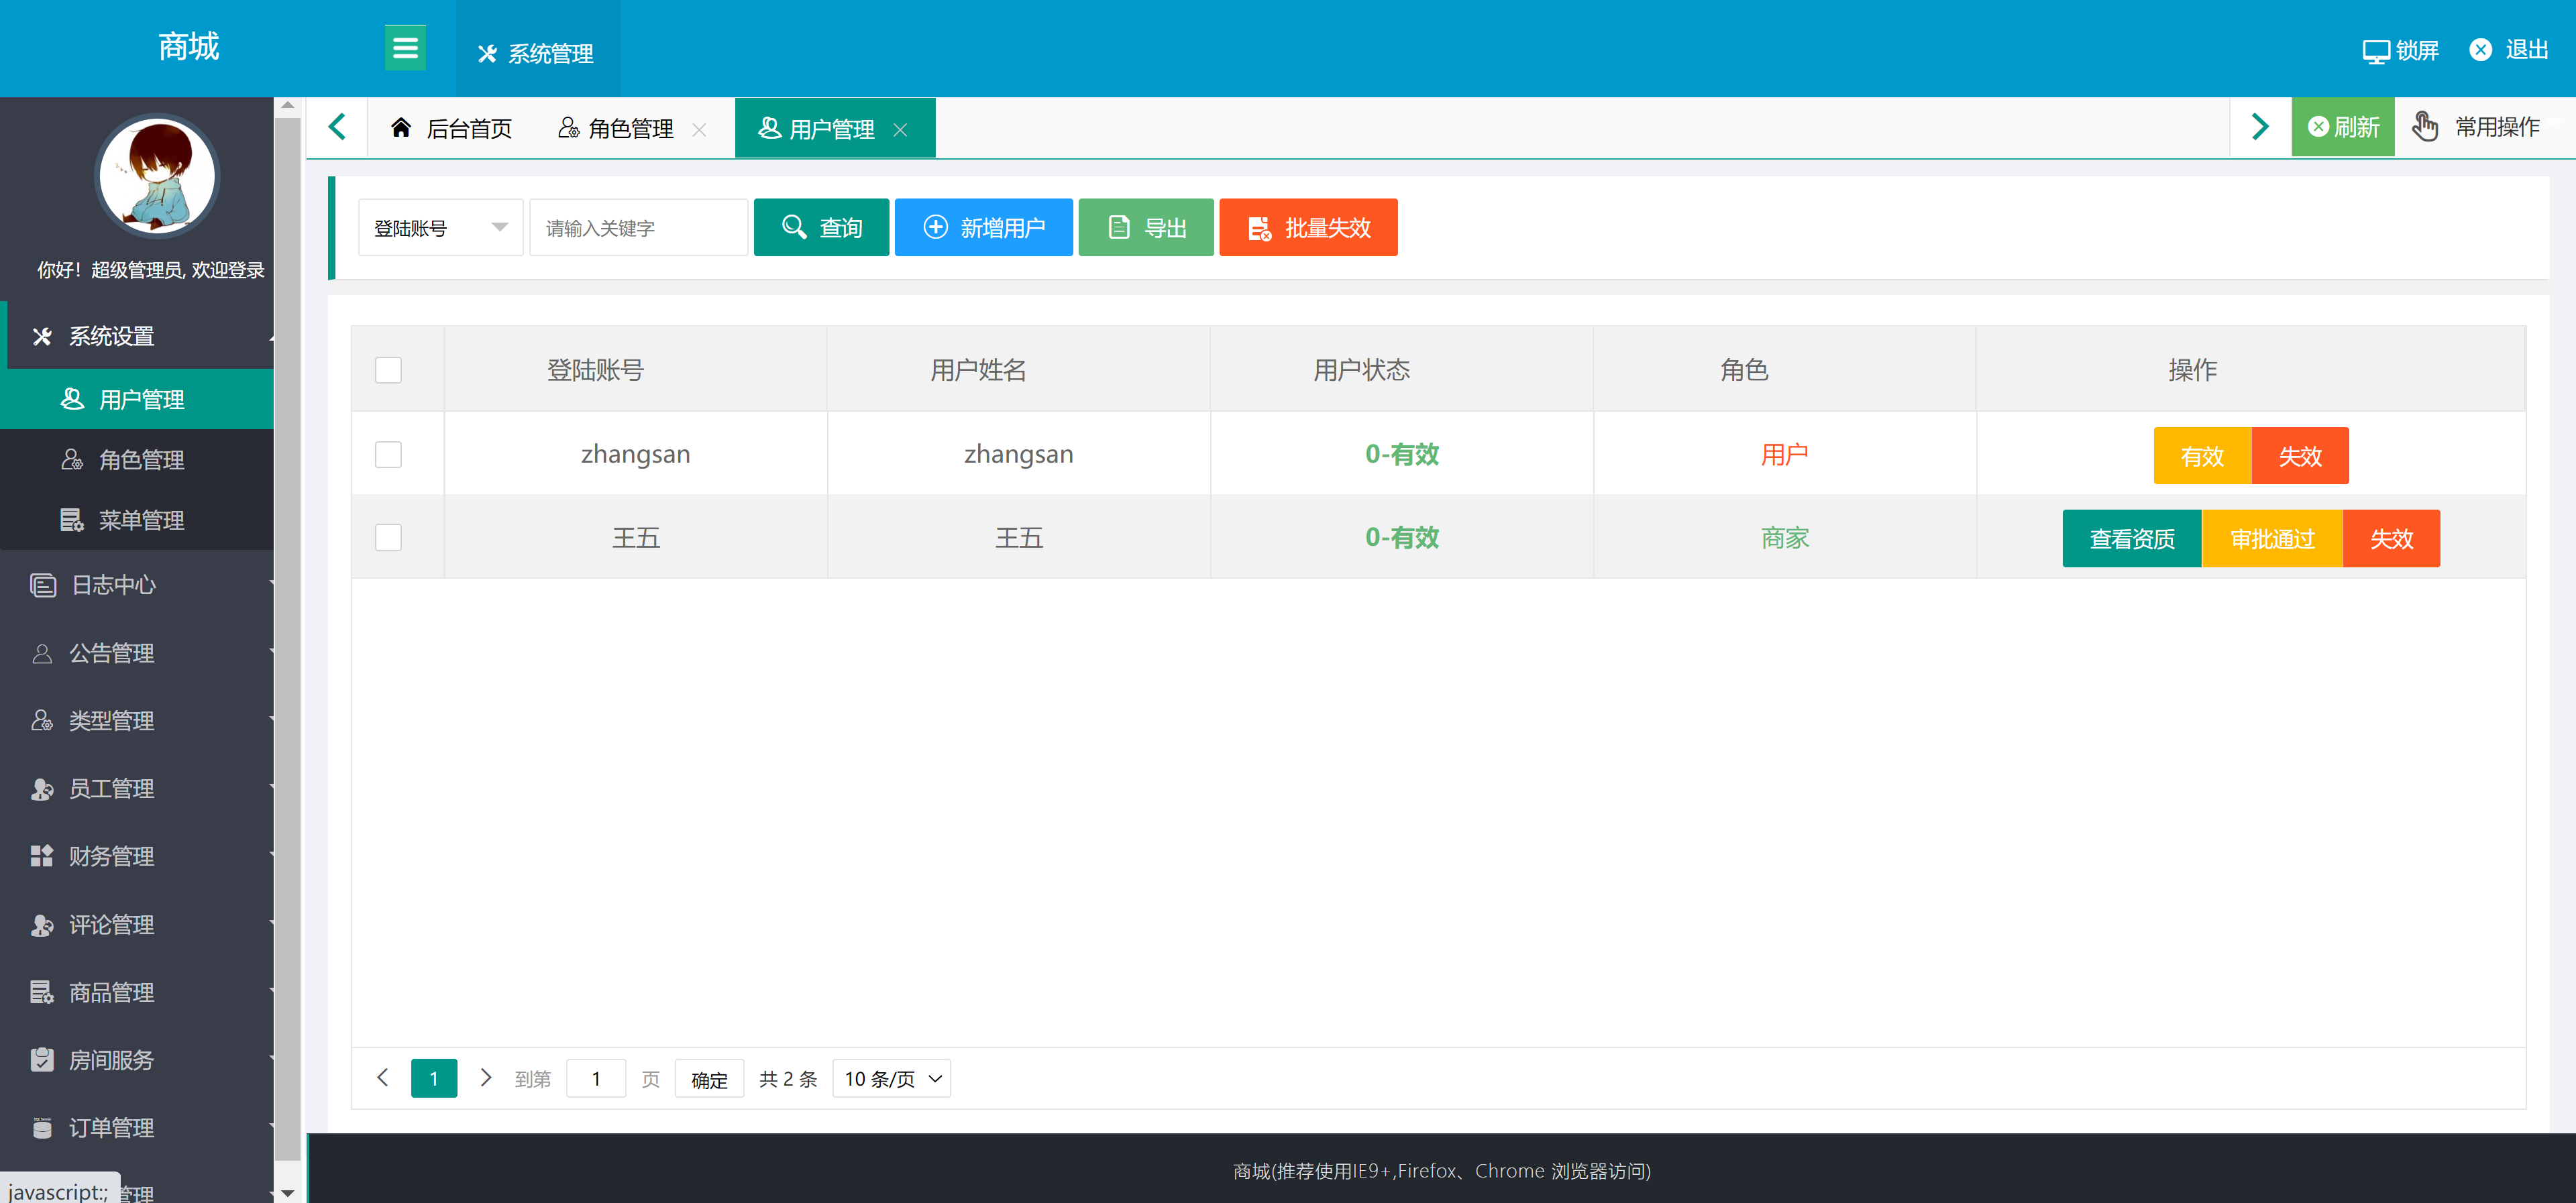 商城
系统管理
锁屏
退出
后台首页
角色管理
用户管理
刷新
常用操作
你好！超级管理员, 欢迎登录
系统设置
用户管理
角色管理
菜单管理
日志中心
公告管理
类型管理
员工管理
财务管理
评论管理
商品管理
房间服务
订单管理
管理
javascript:;
登陆账号
请输入关键字
查询
新增用户
导出
批量失效
登陆账号 用户姓名 用户状态 角色 操作
zhangsan zhangsan 0-有效 用户 有效 失效
王五 王五 0-有效 商家 查看资质 审批通过 失效
1 到第 1 页 确定 共 2 条 10 条/页
商城(推荐使用IE9+,Firefox、Chrome 浏览器访问)